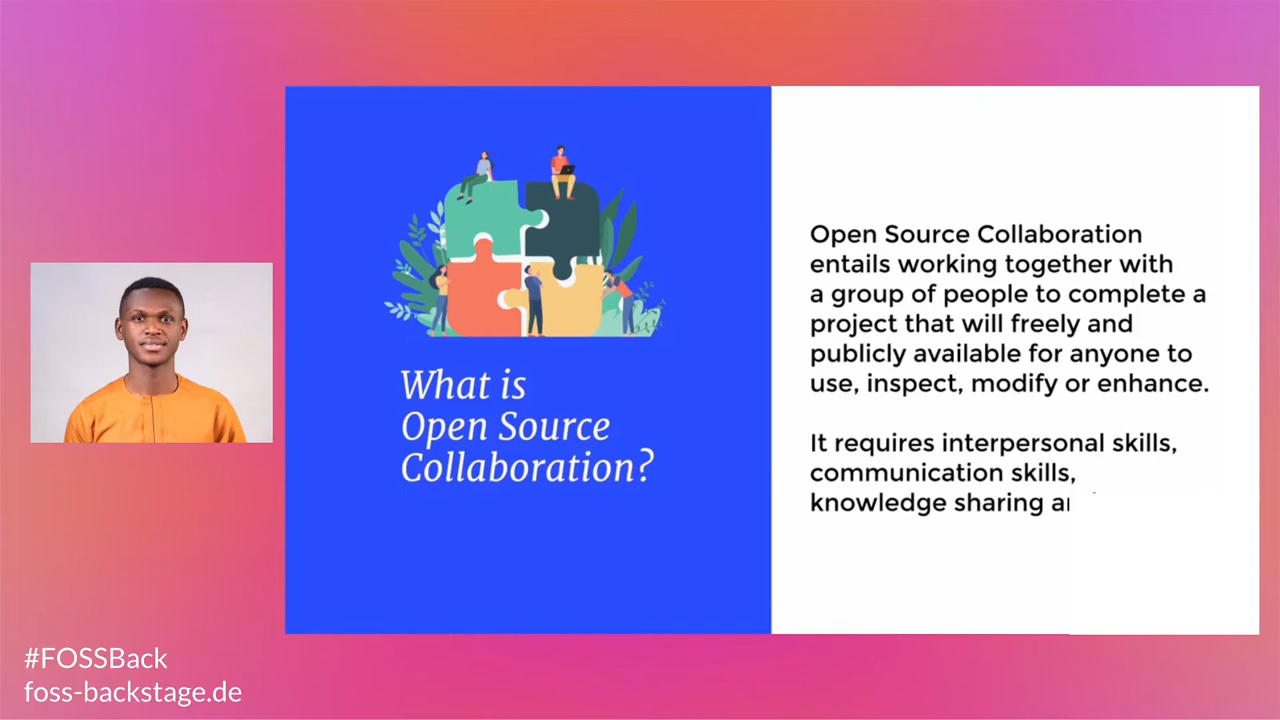 What is
Open Source
Collaboration?
Open Source Collaboration
entails working together with
a group of people to complete a
project that will freely and
publicly available for anyone to
use, inspect, modify or enhance.
It requires interpersonal skills,
communication skills,
knowledge sharing
#FOSSBack
foss-backstage.de